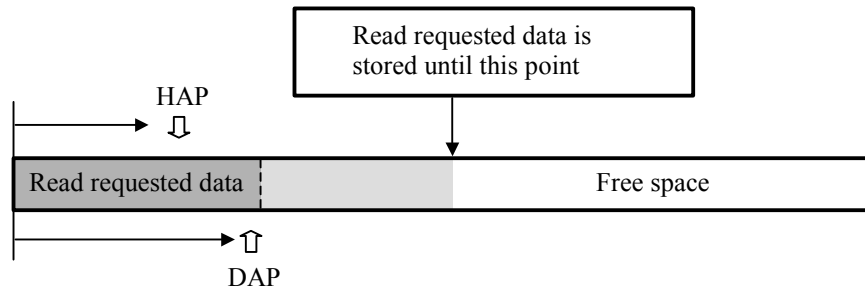 Read requested data is
stored until this point
HAP
Read requested data
Free space
DAP